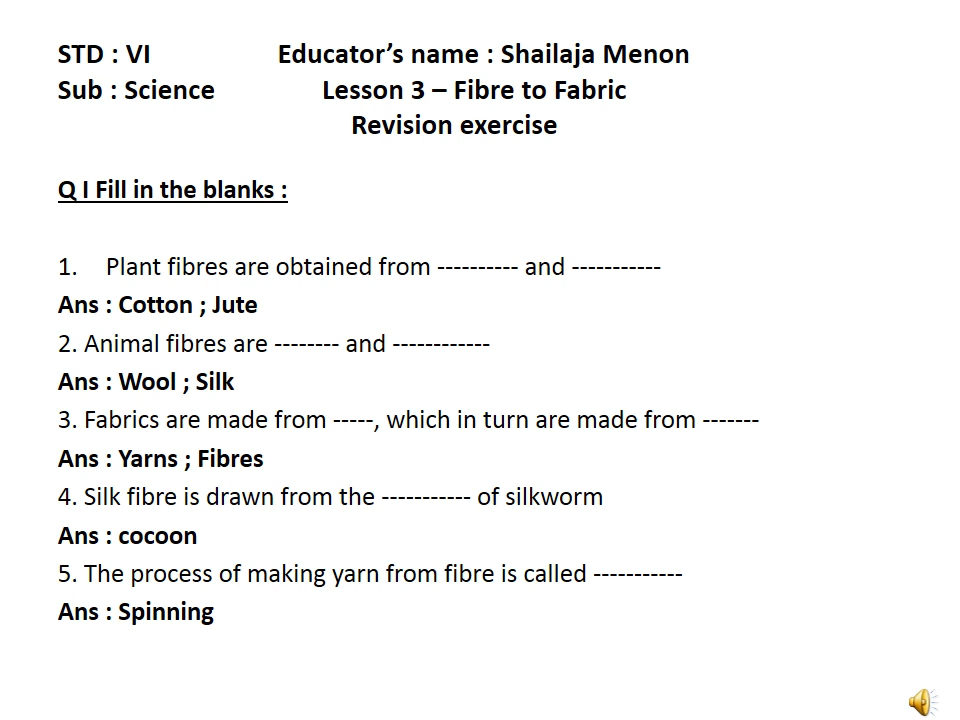 STD : VI Educator’s name : Shailaja Menon
Sub : Science Lesson 3 – Fibre to Fabric
Revision exercise
Q I Fill in the blanks :
1. Plant fibres are obtained from ---------- and -----------
Ans : Cotton ; Jute
2. Animal fibres are -------- and ------------
Ans : Wool ; Silk
3. Fabrics are made from -----, which in turn are made from -------
Ans : Yarns ; Fibres
4. Silk fibre is drawn from the ----------- of silkworm
Ans : cocoon
5. The process of making yarn from fibre is called -----------
Ans : Spinning